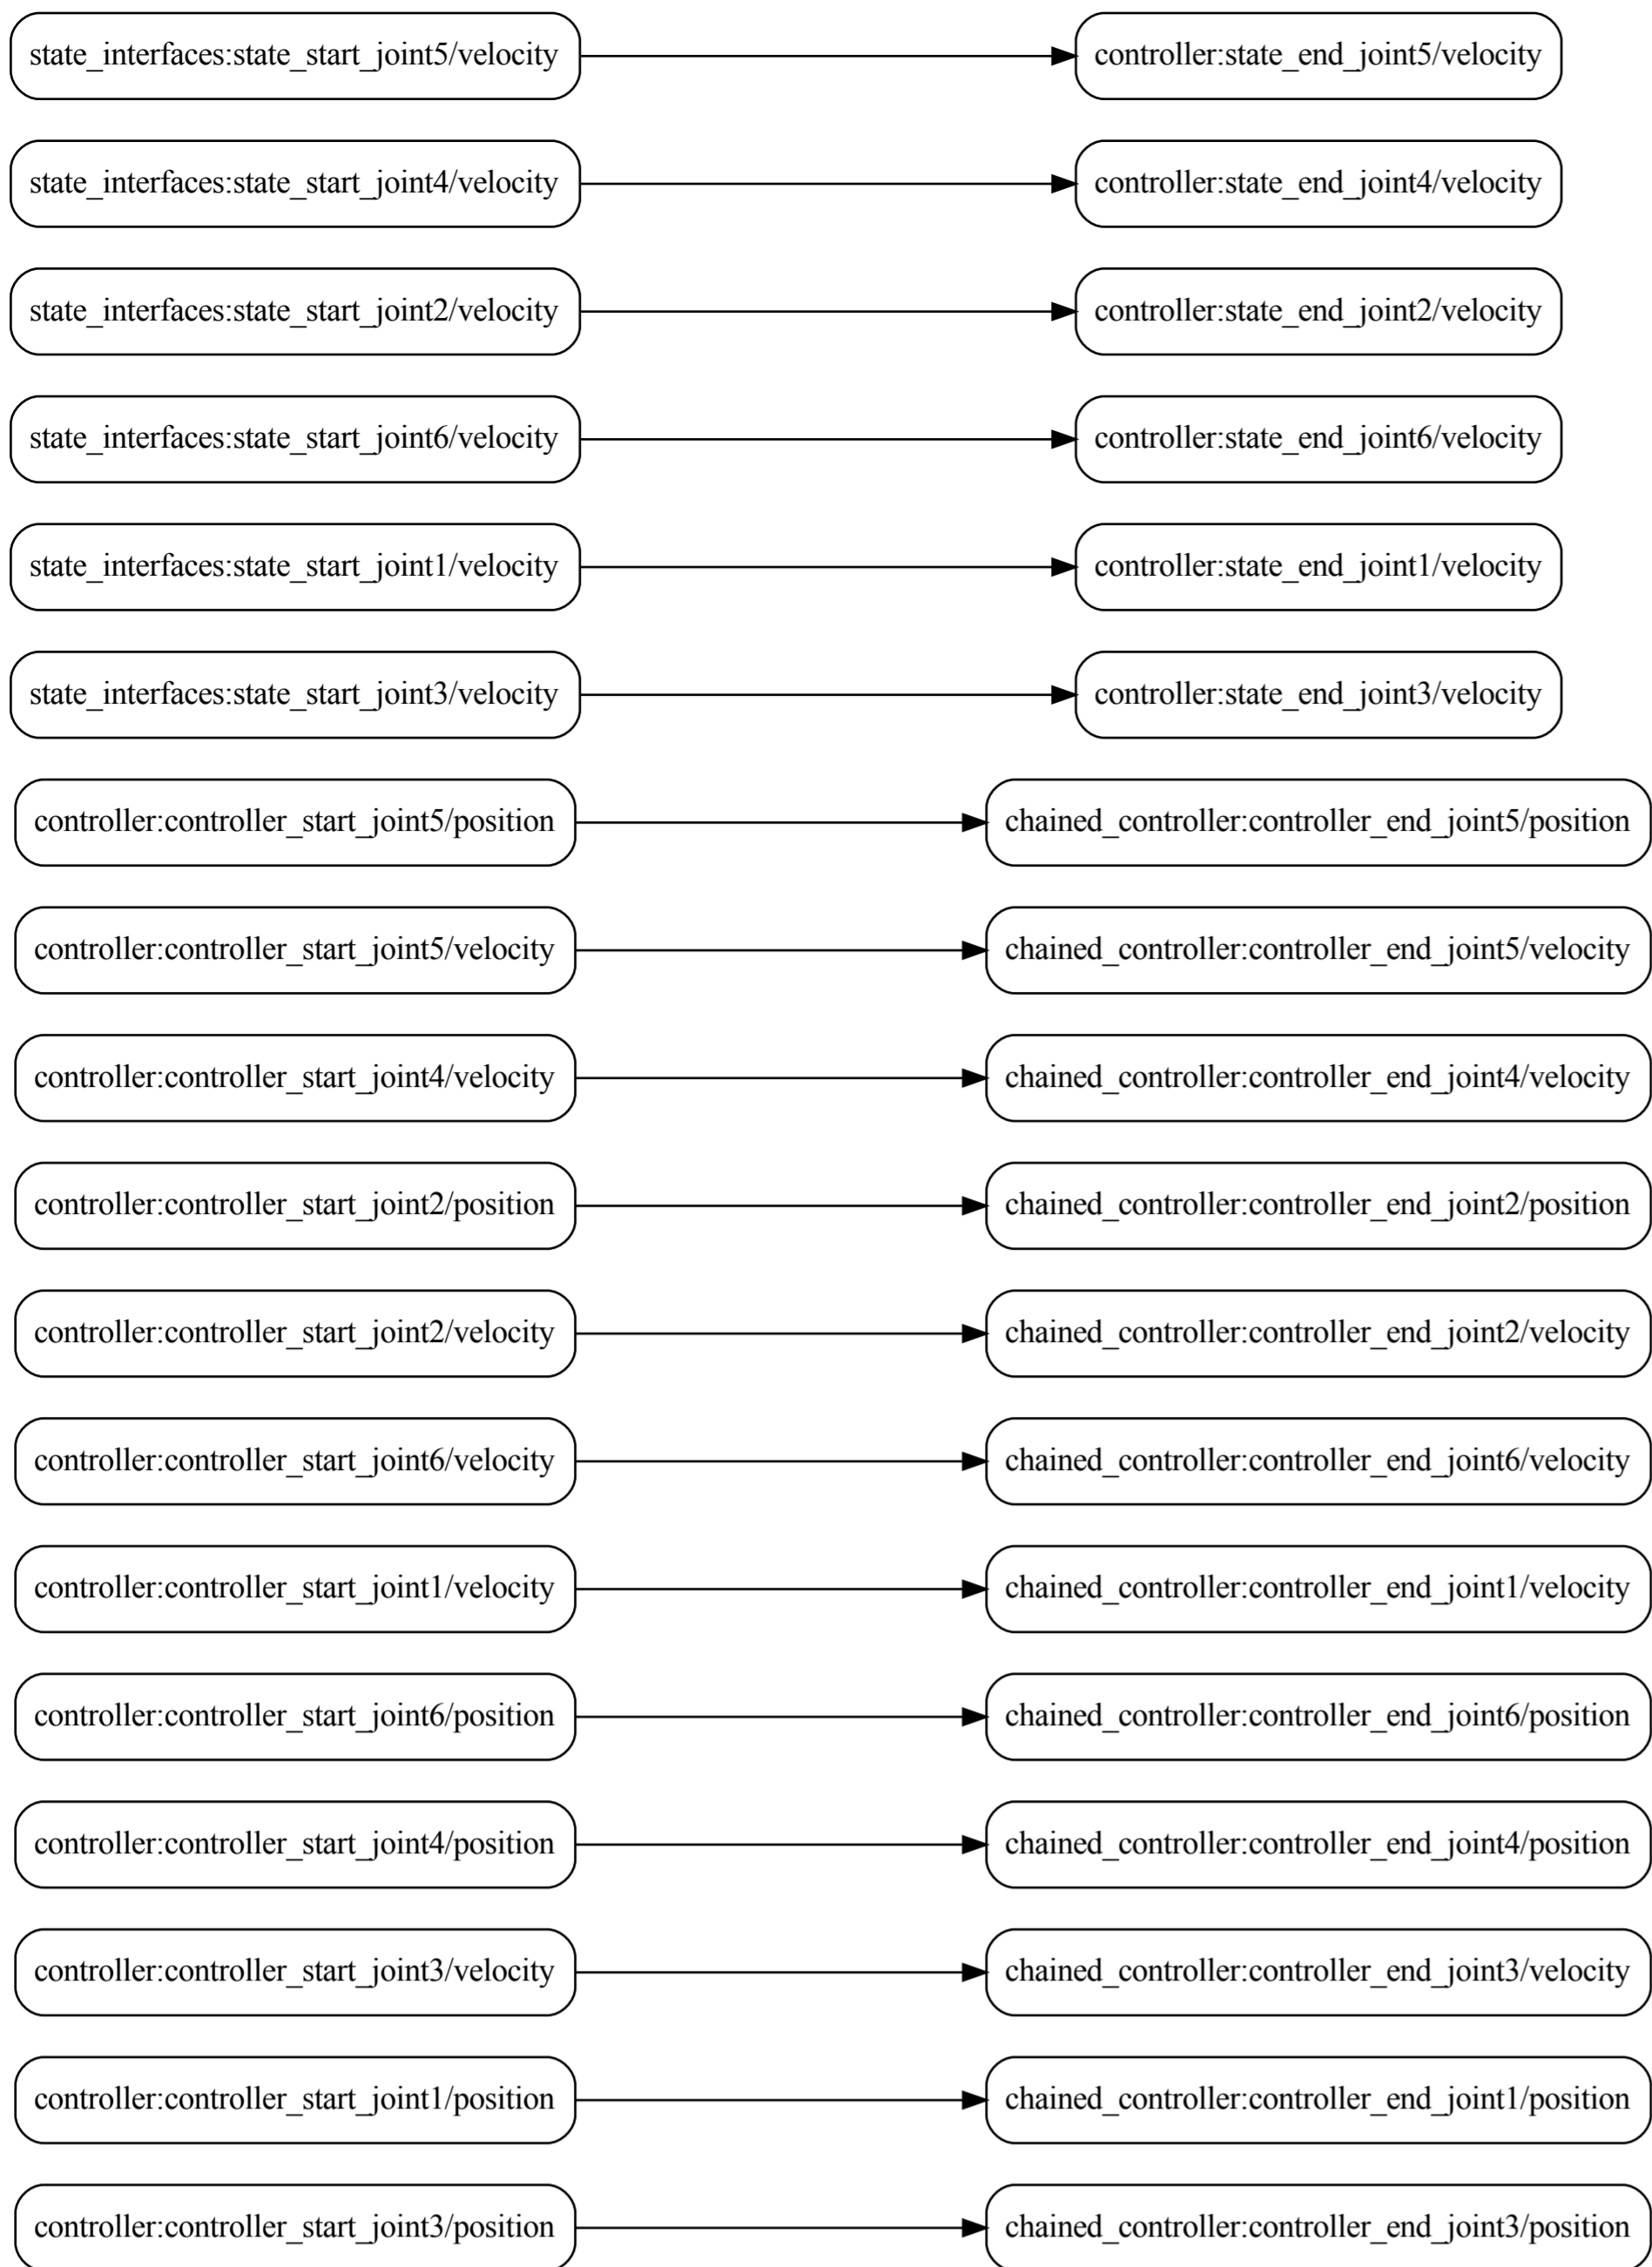 state_interfaces:state_start_joint5/velocity controller:state_end_joint5/velocity
state_interfaces:state_start_joint4/velocity controller:state_end_joint4/velocity
state_interfaces:state_start_joint2/velocity controller:state_end_joint2/velocity
state_interfaces:state_start_joint6/velocity controller:state_end_joint6/velocity
state_interfaces:state_start_joint1/velocity controller:state_end_joint1/velocity
state_interfaces:state_start_joint3/velocity controller:state_end_joint3/velocity
controller:controller_start_joint5/position chained_controller:controller_end_joint5/position
controller:controller_start_joint5/velocity chained_controller:controller_end_joint5/velocity
controller:controller_start_joint4/velocity chained_controller:controller_end_joint4/velocity
controller:controller_start_joint2/position chained_controller:controller_end_joint2/position
controller:controller_start_joint2/velocity chained_controller:controller_end_joint2/velocity
controller:controller_start_joint6/velocity chained_controller:controller_end_joint6/velocity
controller:controller_start_joint1/velocity chained_controller:controller_end_joint1/velocity
controller:controller_start_joint6/position chained_controller:controller_end_joint6/position
controller:controller_start_joint4/position chained_controller:controller_end_joint4/position
controller:controller_start_joint3/velocity chained_controller:controller_end_joint3/velocity
controller:controller_start_joint1/position chained_controller:controller_end_joint1/position
controller:controller_start_joint3/position chained_controller:controller_end_joint3/position